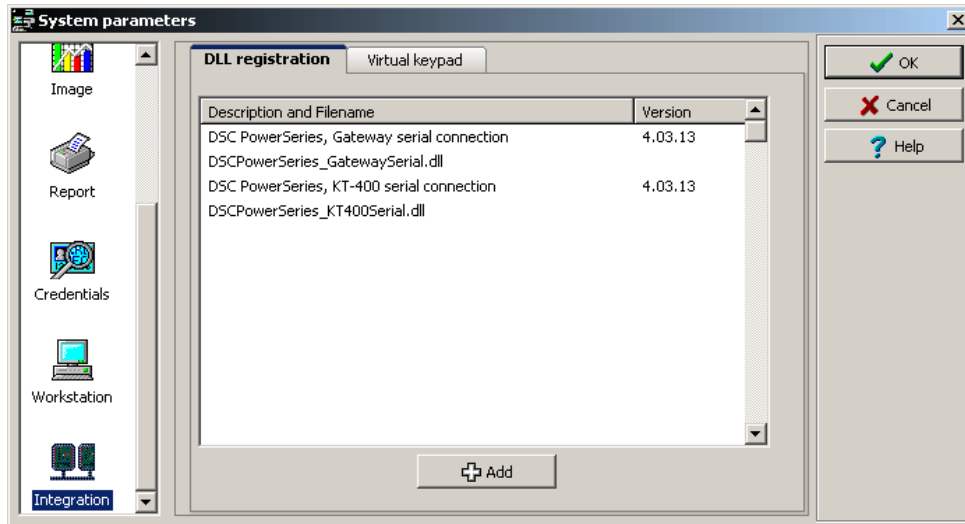 System parameters
Image
Report
Credentials
Workstation
Integration
DLL registration
Virtual keypad
Description and Filename Version
DSC PowerSeries, Gateway serial connection 4.03.13
DSCPowerSeries_GatewaySerial.dll
DSC PowerSeries, KT-400 serial connection 4.03.13
DSCPowerSeries_KT400Serial.dll
Add
OK
Cancel
Help